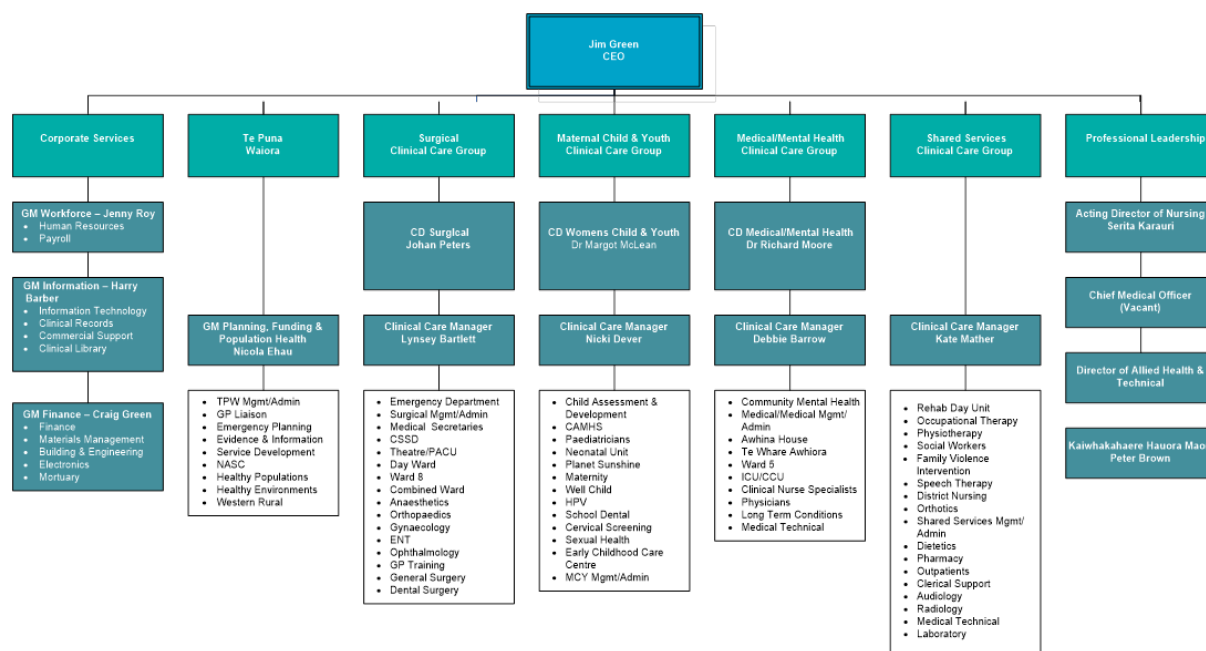 Jim Green
CEO
Corporate Services
Te Puna
Waiora
Surgical
Clinical Care Group
Maternal Child & Youth
Clinical Care Group
Medical/Mental Health
Clinical Care Group
Shared Services
Clinical Care Group
Professional Leadership
GM Workforce – Jenny Roy
• Human Resources
• Payroll
GM Information – Harry
Barber
• Information Technology
• Clinical Records
• Commercial Support
• Clinical Library
GM Finance – Craig Green
• Finance
• Materials Management
• Building & Engineering
• Electronics
• Mortuary
GM Planning, Funding &
Population Health
Nicola Ehau
• TPW Mgmt/Admin
• GP Liaison
• Emergency Planning
• Evidence & Information
• Service Development
• NASC
• Healthy Populations
• Healthy Environments
• Western Rural
CD Surgical
Johan Peters
Clinical Care Manager
Lynsey Bartlett
• Emergency Department
• Surgical Mgmt/Admin
• Medical Secretaries
• CSSD
• Theatre/PACU
• Day Ward
• Ward 8
• Combined Ward
• Anaesthetics
• Orthopaedics
• Gynaecology
• ENT
• Ophthalmology
• GP Training
• General Surgery
• Dental Surgery
CD Womens Child & Youth
Dr Margot McLean
Clinical Care Manager
Nicki Dever
• Child Assessment &
Development
• CAMHS
• Paediatricians
• Neonatal Unit
• Planet Sunshine
• Maternity
• Well Child
• HPV
• School Dental
• Cervical Screening
• Sexual Health
• Early Childhood Care
Centre
• MCY Mgmt/Admin
CD Medical/Mental Health
Dr Richard Moore
Clinical Care Manager
Debbie Barrow
• Community Mental Health
• Medical/Medical Mgmt/
Admin
• Awhina House
• Te Whare Awhiora
• Ward 5
• ICU/CCU
• Clinical Nurse Specialists
• Physicians
• Long Term Conditions
• Medical Technical
Clinical Care Manager
Kate Mather
• Rehab Day Unit
• Occupational Therapy
• Physiotherapy
• Social Workers
• Family Violence
Intervention
• Speech Therapy
• District Nursing
• Orthotics
• Shared Services Mgmt/
Admin
• Dietetics
• Pharmacy
• Outpatients
• Clerical Support
• Audiology
• Radiology
• Medical Technical
• Laboratory
Acting Director of Nursing
Serita Karauri
Chief Medical Officer
(Vacant)
Director of Allied Health &
Technical
Kaiwhakahaere Hauora Maori
Peter Brown